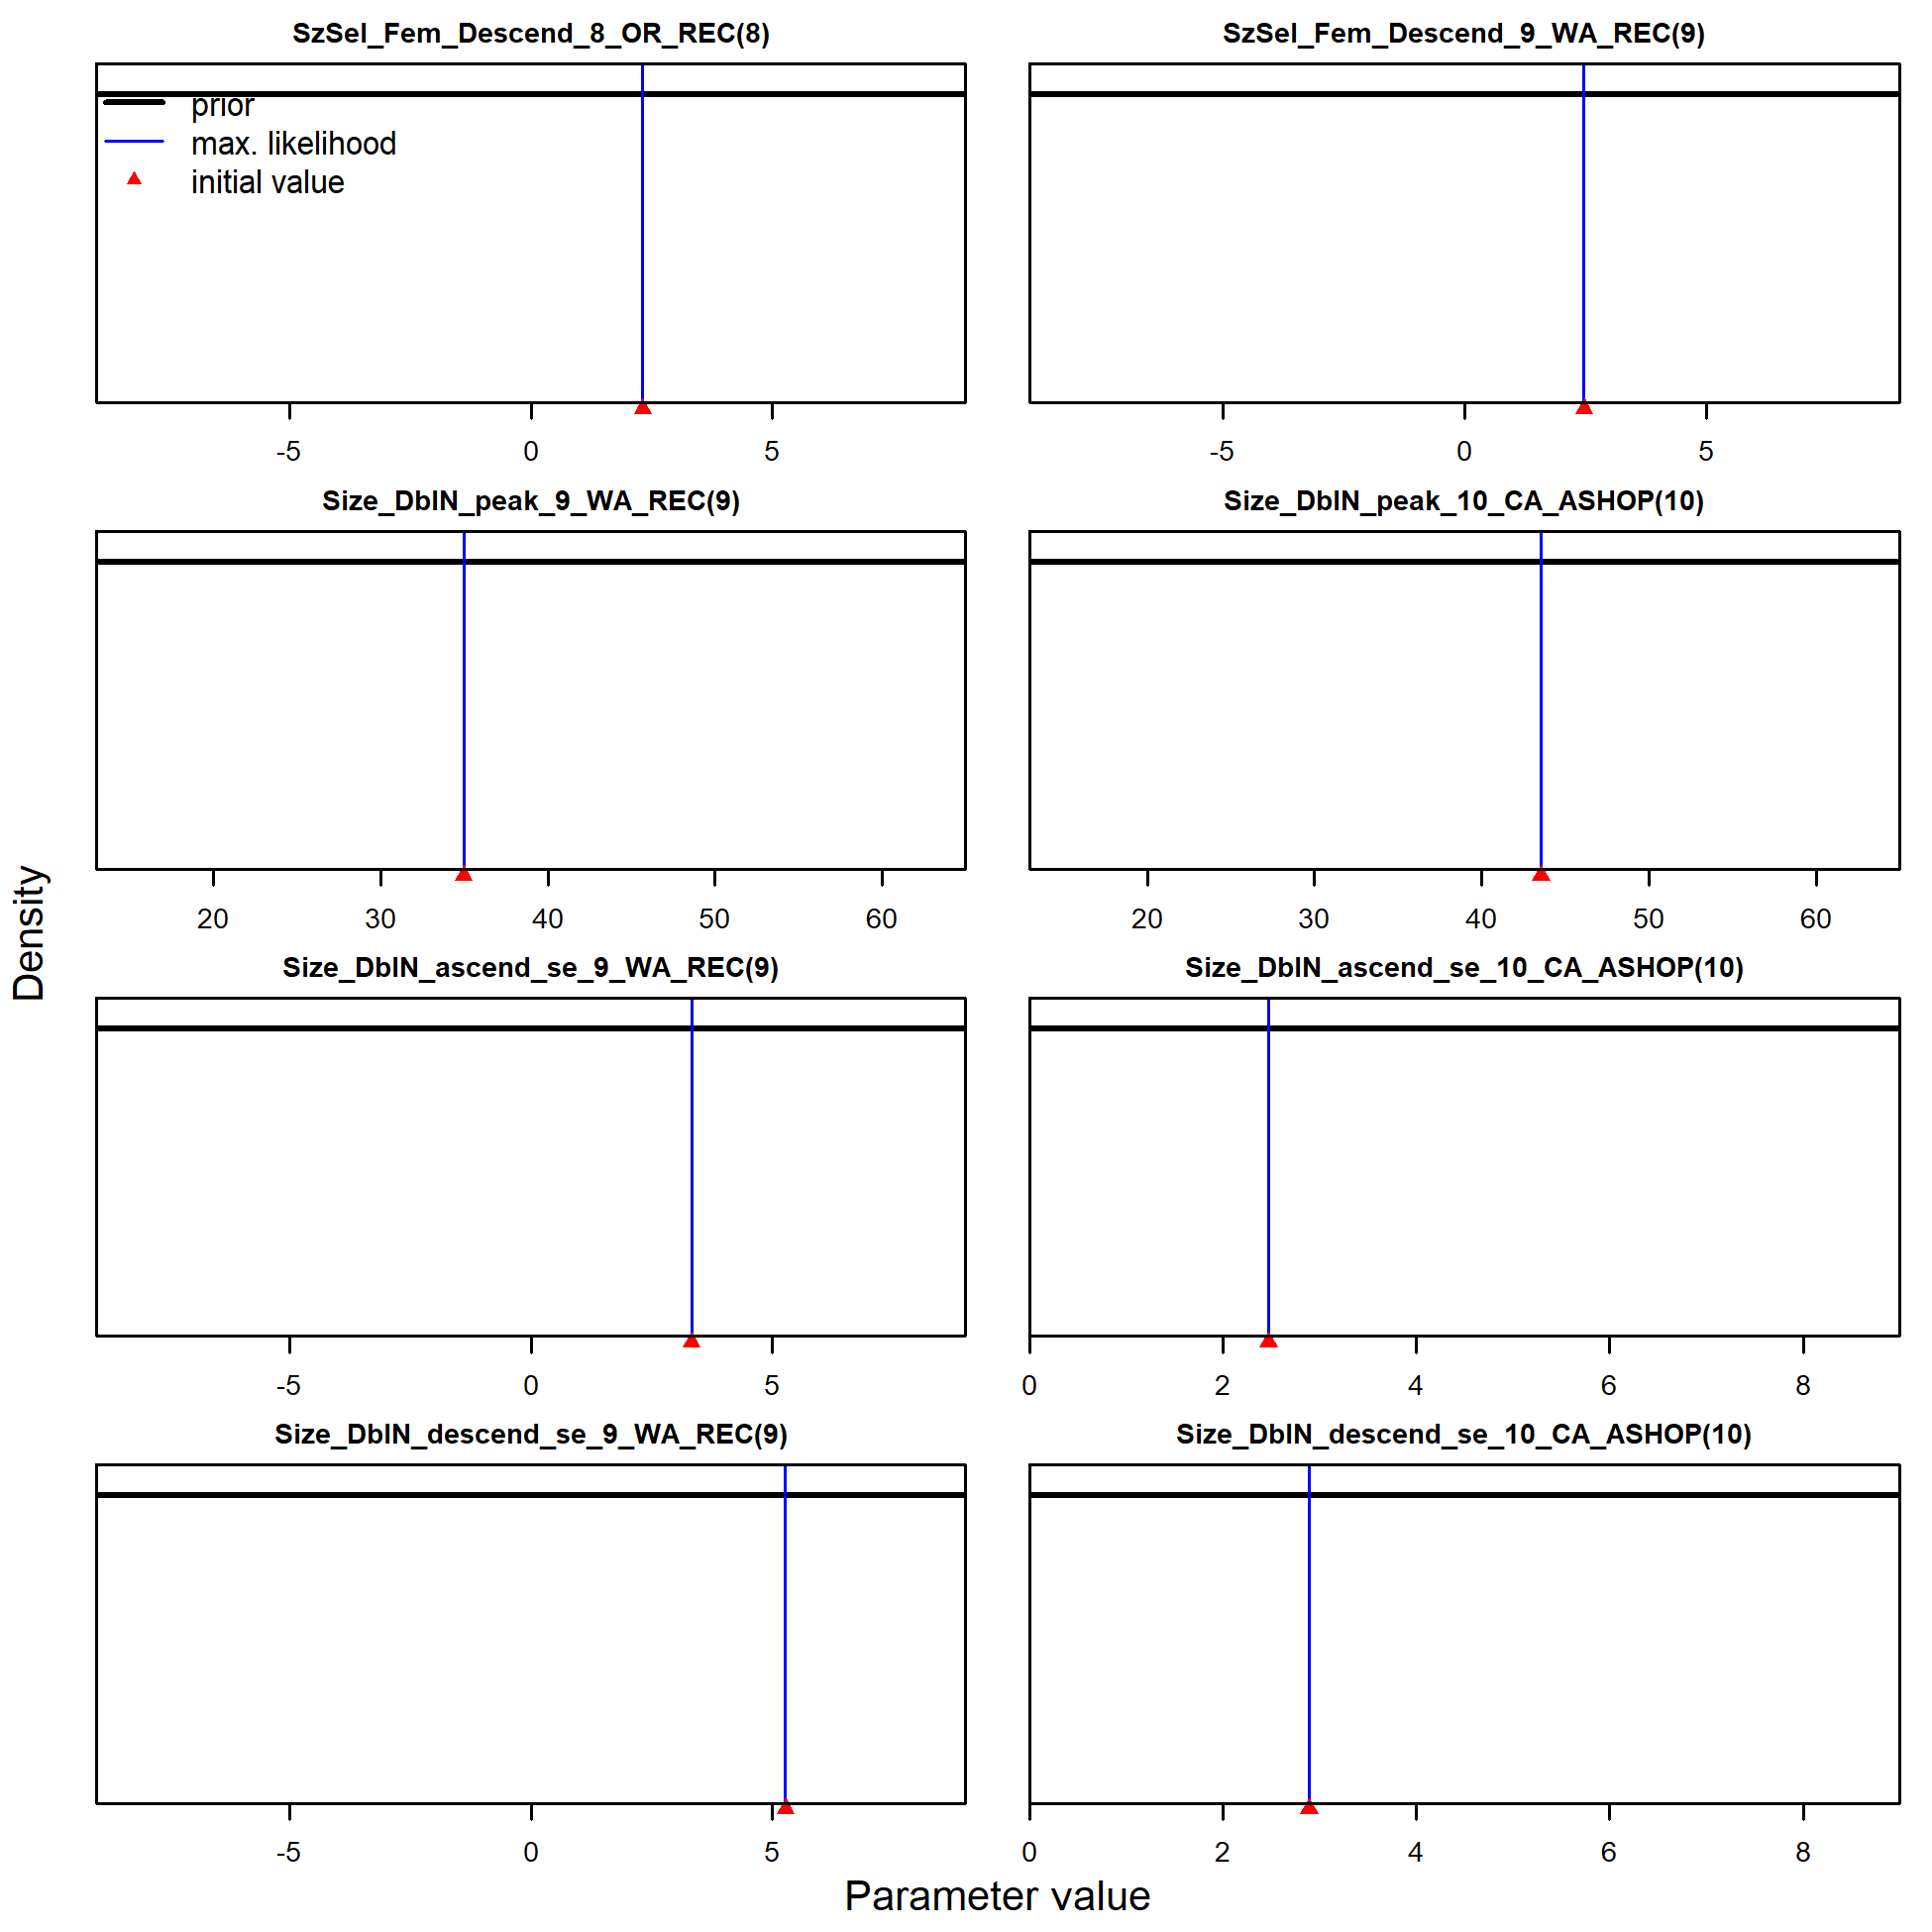 SzSel_Fem_Descend_8_OR_REC(8)
prior
max. likelihood
initial value
-5 0 5
SzSel_Fem_Descend_9_WA_REC(9)
-5 0 5
Size_DblN_peak_9_WA_REC(9)
20 30 40 50 60
Size_DblN_peak_10_CA_ASHOP(10)
20 30 40 50 60
Size_DblN_ascend_se_9_WA_REC(9)
-5 0 5
Size_DblN_ascend_se_10_CA_ASHOP(10)
0 2 4 6 8
Size_DblN_descend_se_9_WA_REC(9)
-5 0 5
Size_DblN_descend_se_10_CA_ASHOP(10)
0 2 4 6 8
Density
Parameter value